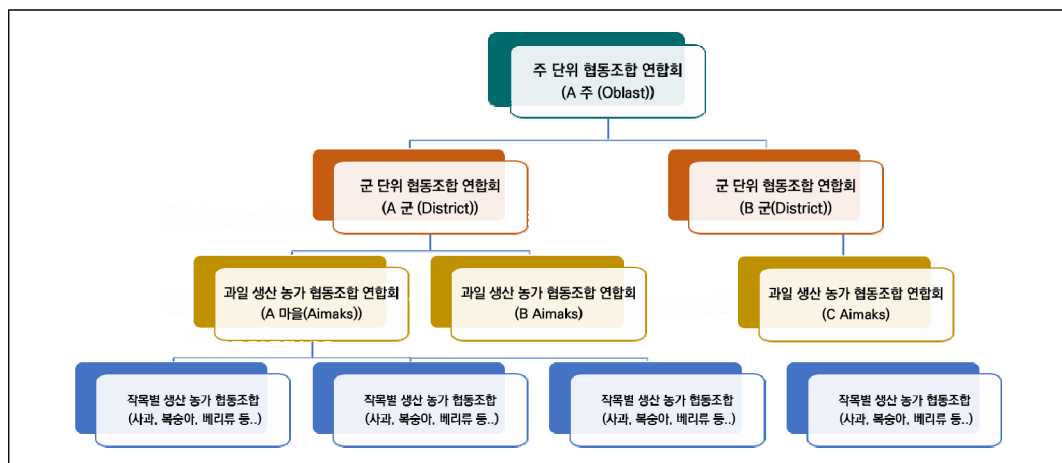 주 단위 협동조합 연합회
(A 주 (Oblast))
군 단위 협동조합 연합회
(A 군 (District))
군 단위 협동조합 연합회
(B 군(District))
과일 생산 농가 협동조합 연합회
(A 마을(Aimaks))
과일 생산 농가 협동조합 연합회
(B Aimaks)
과일 생산 농가 협동조합 연합회
(C Aimaks)
작목별 생산 농가 협동조합
(사과, 복숭아, 베리류 등..)
작목별 생산 농가 협동조합
(사과, 복숭아, 베리류 등..)
작목별 생산 농가 협동조합
(사과, 복숭아, 베리류 등..)
작목별 생산 농가 협동조합
(사과, 복숭아, 베리류 등..)